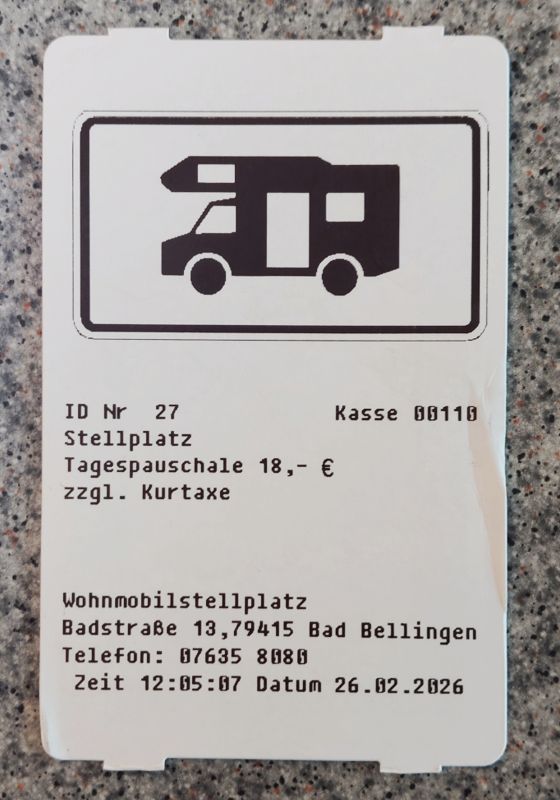 ID Nr 27 Kasse 00110
Stellplatz
Tagespauschale 18,- €
zzgl. Kurtaxe
Wohnmobilstellplatz
Badstraße 13,79415 Bad Bellingen
Telefon: 07635 8080
Zeit 12:05:07 Datum 26.02.2026